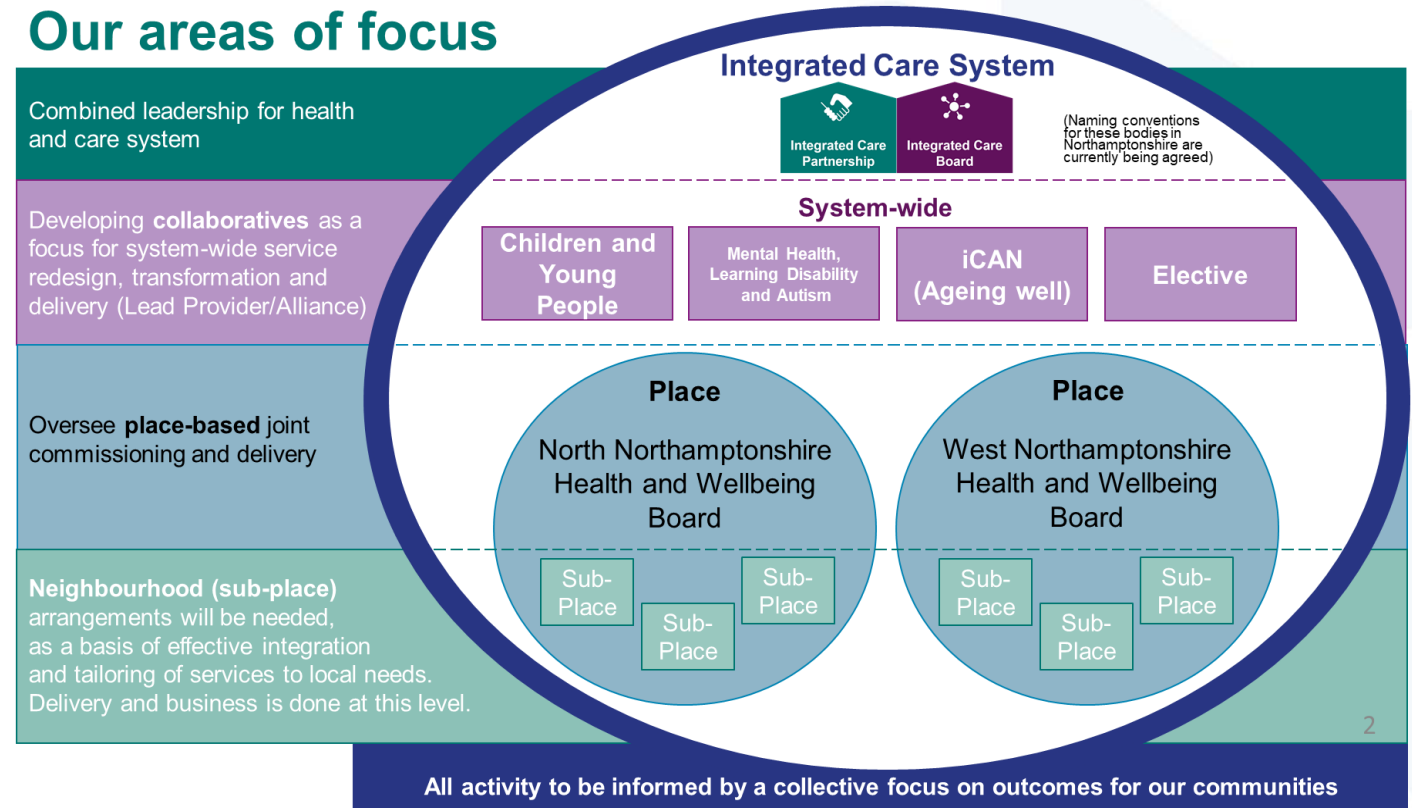 Our areas of focus
Integrated Care System
Combined leadership for health
and care system
Integrated Care
Partnership
Integrated Care
Board
(Naming conventions
for these bodies in
Northamptonshire are
currently being agreed)
Developing collaboratives as a
focus for system-wide service
redesign, transformation and
delivery (Lead Provider/Alliance)
System-wide
Children and
Young
People
Mental Health,
Learning Disability
and Autism
iCAN
(Ageing well)
Elective
Oversee place-based joint
commissioning and delivery
Place
North Northamptonshire
Health and Wellbeing
Board
Place
West Northamptonshire
Health and Wellbeing
Board
Neighbourhood (sub-place)
arrangements will be needed,
as a basis of effective integration
and tailoring of services to local needs.
Delivery and business is done at this level.
Sub-
Place
Sub-
Place
Sub-
Place
Sub-
Place
Sub-
Place
Sub-
Place
2
All activity to be informed by a collective focus on outcomes for our communities